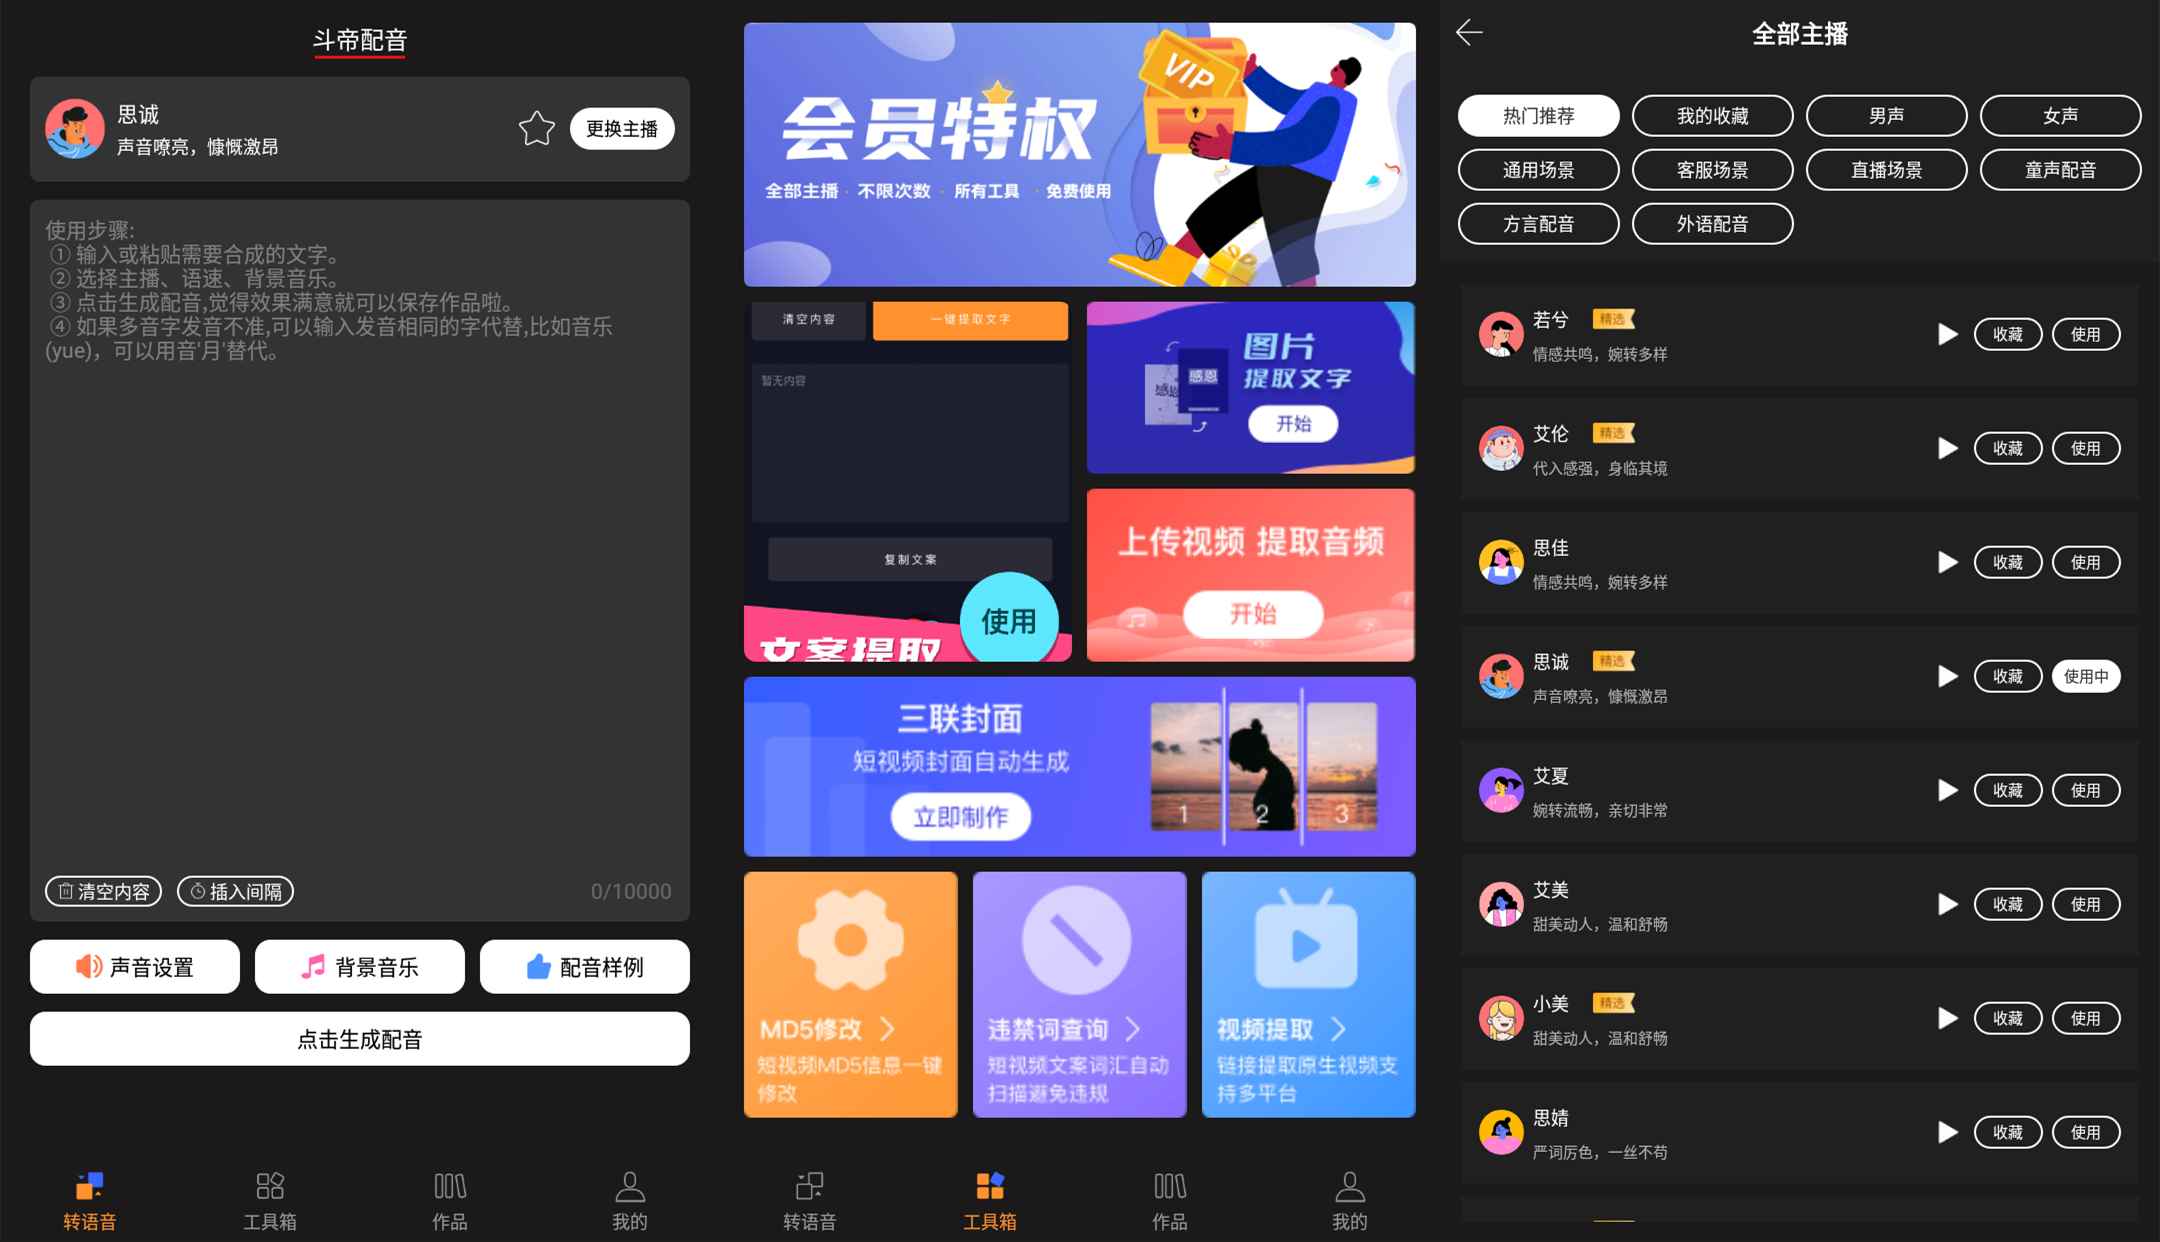 斗帝配音
思诚
声音嘹亮，慷慨激昂
更换主播
使用步骤:
① 输入或粘贴需要合成的文字。
② 选择主播、语速、背景音乐。
③ 点击生成配音,觉得效果满意就可以保存作品啦。
④ 如果多音字发音不准,可以输入发音相同的字代替,比如音乐
(yue)，可以用音'月'替代。
清空内容
插入间隔
0/10000
声音设置
背景音乐
配音样例
点击生成配音
转语音
工具箱
作品
我的
VIP
会员特权
全部主播 · 不限次数 · 所有工具 · 免费使用
清空内容
一键提取文字
暂无内容
复制文案
使用
文案提取
图片
提取文字
感恩
感恩
开始
上传视频 提取音频
开始
三联封面
短视频封面自动生成
立即制作
1
2
3
MD5修改
短视频MD5信息一键
修改
违禁词查询
短视频文案词汇自动
扫描避免违规
视频提取
链接提取原生视频支
持多平台
转语音
工具箱
作品
我的
全部主播
热门推荐
我的收藏
男声
女声
通用场景
客服场景
直播场景
童声配音
方言配音
外语配音
若兮
精选
情感共鸣，婉转多样
收藏
使用
艾伦
精选
代入感强，身临其境
收藏
使用
思佳
情感共鸣，婉转多样
收藏
使用
思诚
精选
声音嘹亮，慷慨激昂
收藏
使用中
艾夏
婉转流畅，亲切非常
收藏
使用
艾美
甜美动人，温和舒畅
收藏
使用
小美
精选
甜美动人，温和舒畅
收藏
使用
思婧
严词厉色，一丝不苟
收藏
使用